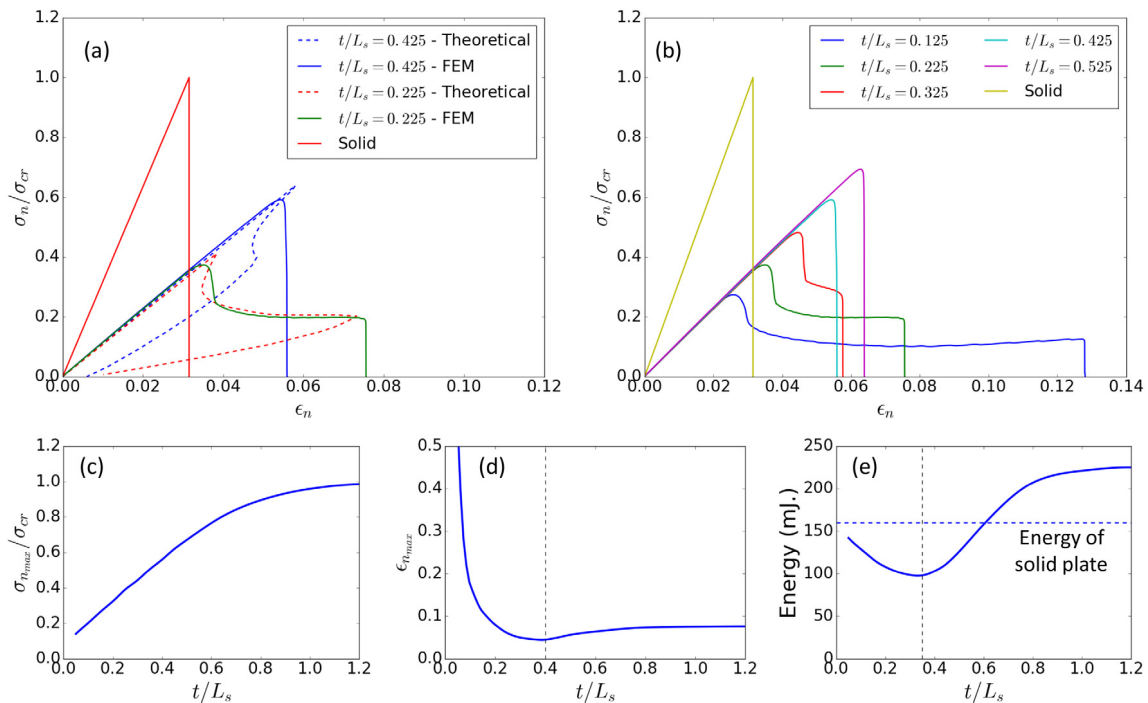 (a)
t/L_s = 0.425 - Theoretical
t/L_s = 0.425 - FEM
t/L_s = 0.225 - Theoretical
t/L_s = 0.225 - FEM
Solid
1.2
1.0
0.8
0.6
0.4
0.2
0.0
σ_n/σ_cr
0.00 0.02 0.04 0.06 0.08 0.10 0.12
ϵ_n
(b)
t/L_s = 0.125
t/L_s = 0.225
t/L_s = 0.325
t/L_s = 0.425
t/L_s = 0.525
Solid
1.2
1.0
0.8
0.6
0.4
0.2
0.0
σ_n/σ_cr
0.00 0.02 0.04 0.06 0.08 0.10 0.12 0.14
ϵ_n
(c)
1.2
1.0
0.8
0.6
0.4
0.2
0.0
σ_n_max/σ_cr
0.0 0.2 0.4 0.6 0.8 1.0 1.2
t/L_s
(d)
0.5
0.4
0.3
0.2
0.1
0.0
ϵ_n_max
0.0 0.2 0.4 0.6 0.8 1.0 1.2
t/L_s
(e)
250
200
150
100
50
0
Energy (mJ.)
Energy of
solid plate
0.0 0.2 0.4 0.6 0.8 1.0 1.2
t/L_s